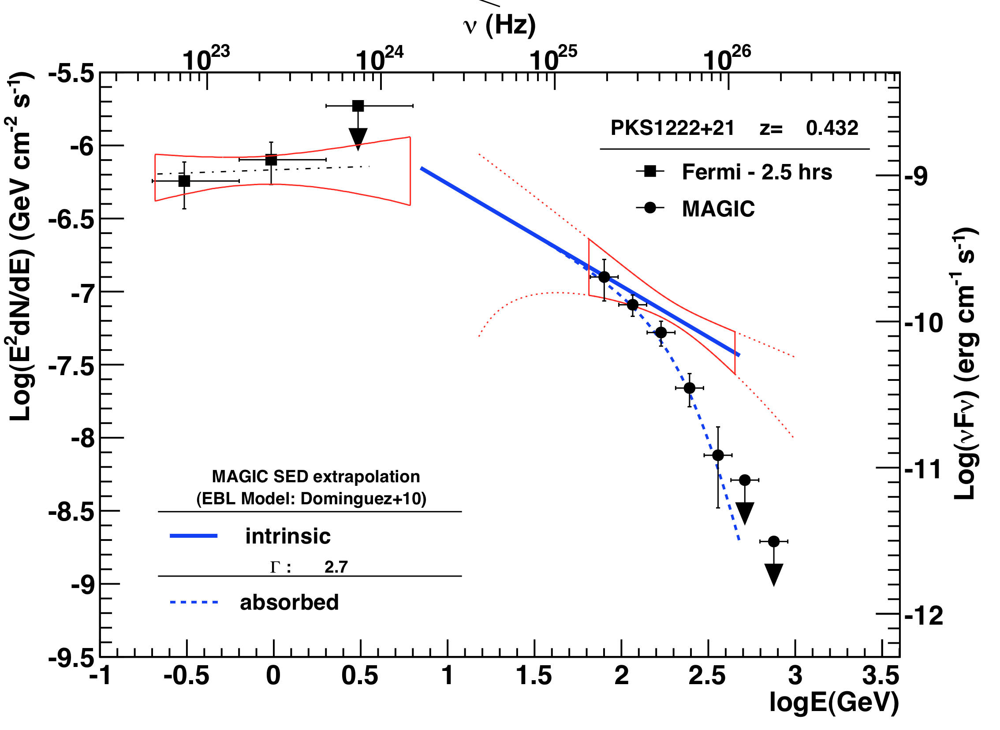 ν (Hz)
10^23 10^24 10^25 10^26
Log(E^2dN/dE) (GeV cm^-2 s^-1)
-5.5
-6
-6.5
-7
-7.5
-8
-8.5
-9
-9.5
PKS1222+21 z= 0.432
Fermi - 2.5 hrs
MAGIC
MAGIC SED extrapolation
(EBL Model: Dominguez+10)
intrinsic
Γ : 2.7
absorbed
-9
-10
-11
-12
Log(νFν) (erg cm^-1 s^-1)
-1 -0.5 0 0.5 1 1.5 2 2.5 3 3.5
logE(GeV)